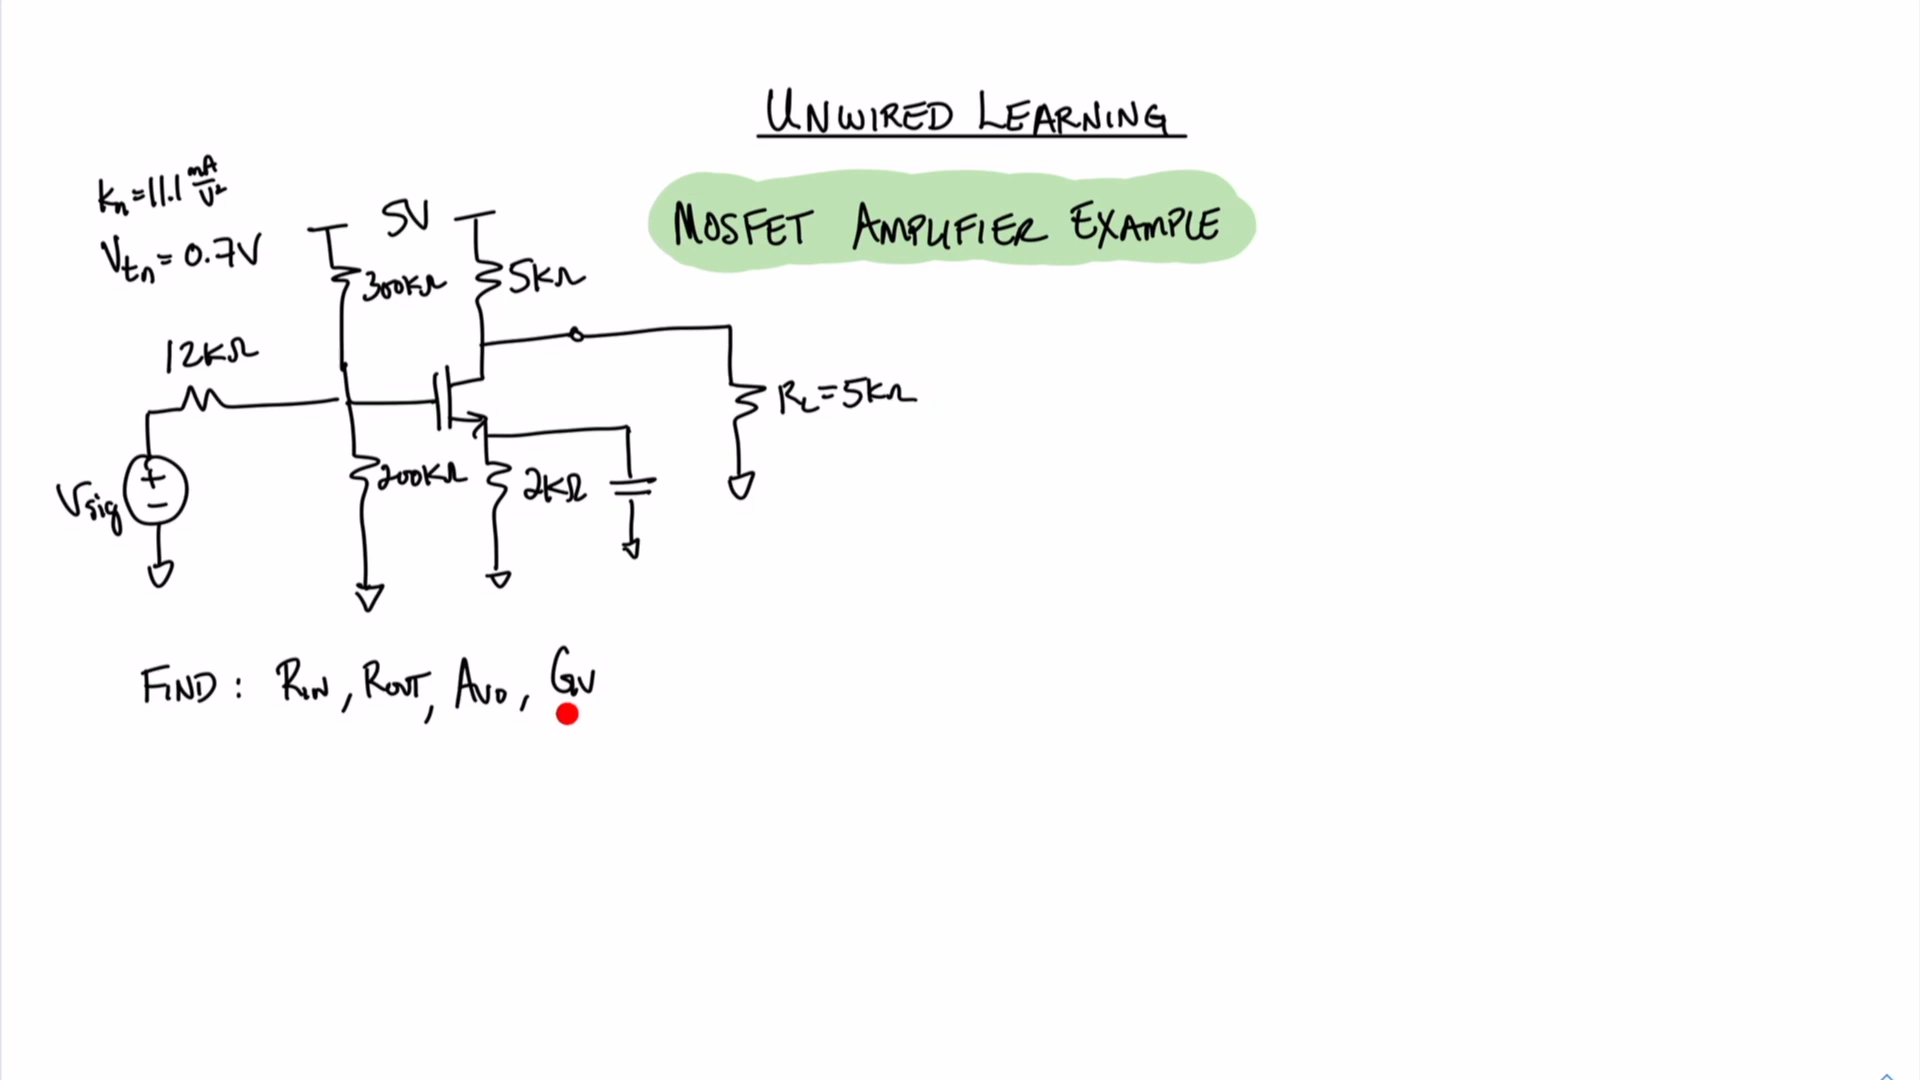 UNWIRED LEARNING
MOSFET AMPLIFIER EXAMPLE
kn=11.1 mA/V²
Vtn=0.7V
5V
300kΩ
5kΩ
12kΩ
RL=5kΩ
200kΩ
2kΩ
Vsig
+
−
FIND: RIN, ROUT, AVO, GV